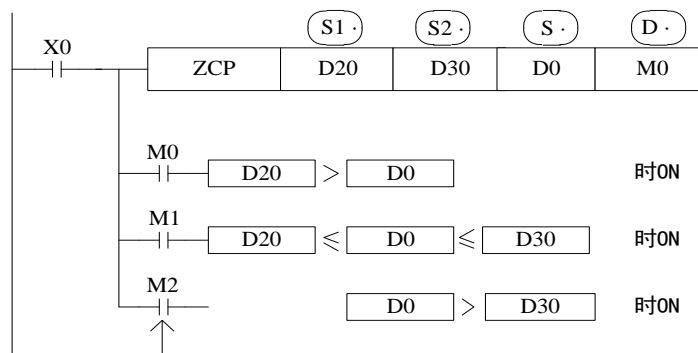 S1· S2· S· D·
X0
ZCP D20 D30 D0 M0
M0
D20 > D0 时ON
M1
D20 ≤ D0 ≤ D30 时ON
M2
D0 > D30 时ON